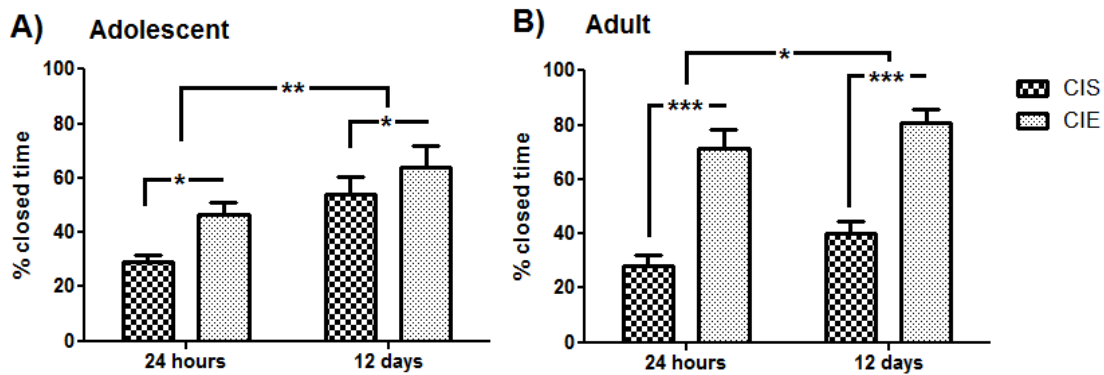 A) Adolescent
% closed time
100
80
60
40
20
0
**
*
*
24 hours
12 days
B) Adult
% closed time
100
80
60
40
20
0
*
***
***
24 hours
12 days
CIS
CIE